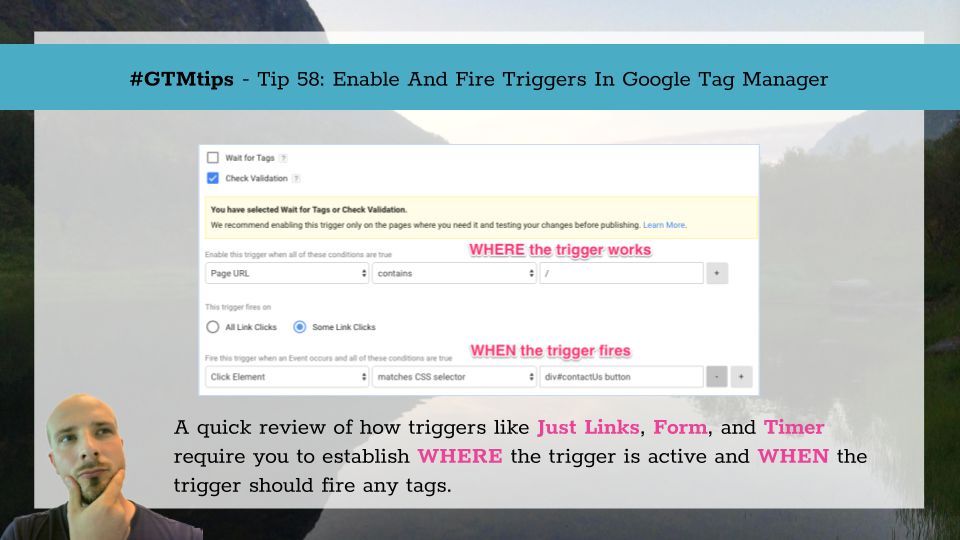 #GTMtips - Tip 58: Enable And Fire Triggers In Google Tag Manager
Wait for Tags ?
Check Validation ?
You have selected Wait for Tags or Check Validation.
We recommend enabling this trigger only on the pages where you need it and testing your changes before publishing. Learn More.
Enable this trigger when all of these conditions are true
WHERE the trigger works
Page URL contains / +
This trigger fires on
All Link Clicks Some Link Clicks
WHEN the trigger fires
Fire this trigger when an Event occurs and all of these conditions are true
Click Element matches CSS selector div#contactUs button - +
A quick review of how triggers like Just Links, Form, and Timer
require you to establish WHERE the trigger is active and WHEN the
trigger should fire any tags.